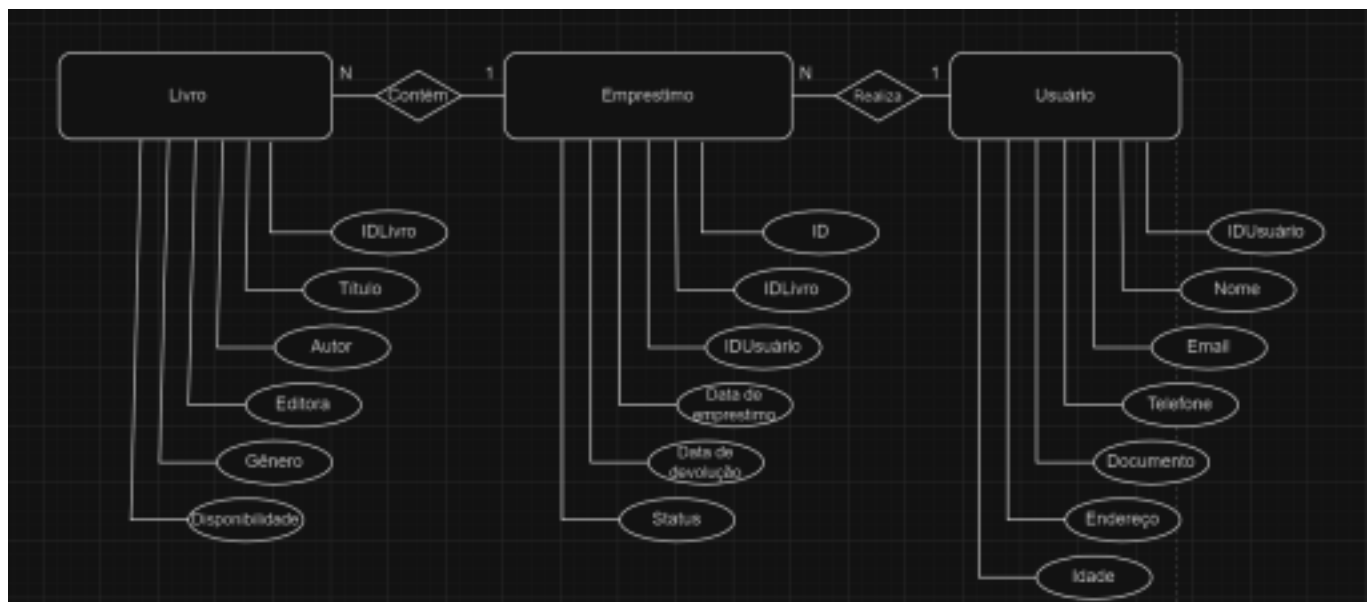 Livro
N
Contém
1
Emprestimo
N
Realiza
1
Usuário
IDLivro
Título
Autor
Editora
Gênero
Disponibilidade
ID
IDLivro
IDUsuário
Data de
emprestimo
Data de
devolução
Status
IDUsuário
Nome
Email
Telefone
Documento
Endereço
Idade